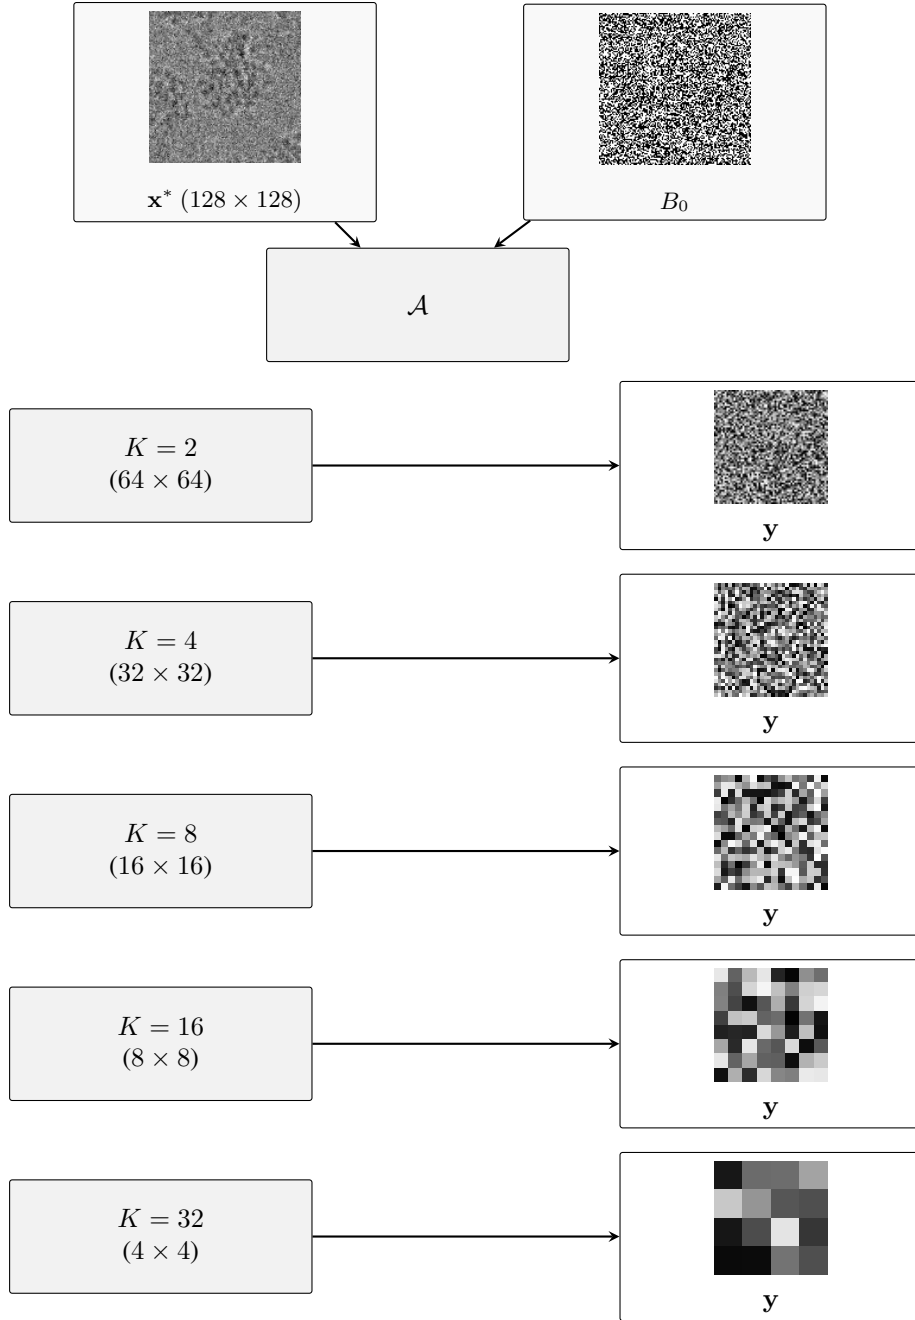 x* (128 × 128)
B₀
𝒜
K = 2
(64 × 64)
y
K = 4
(32 × 32)
y
K = 8
(16 × 16)
y
K = 16
(8 × 8)
y
K = 32
(4 × 4)
y